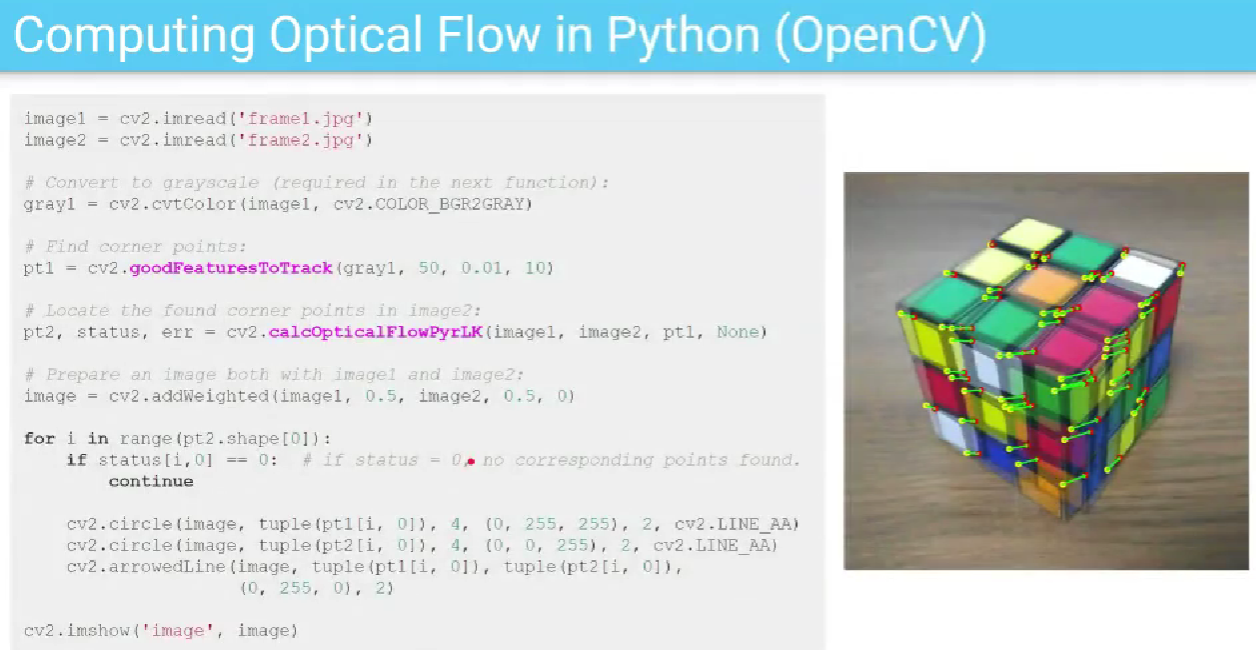 Computing Optical Flow in Python (OpenCV)
image1 = cv2.imread('frame1.jpg')
image2 = cv2.imread('frame2.jpg')
# Convert to grayscale (required in the next function):
gray1 = cv2.cvtColor(image1, cv2.COLOR_BGR2GRAY)
# Find corner points:
pt1 = cv2.goodFeaturesToTrack(gray1, 50, 0.01, 10)
# Locate the found corner points in image2:
pt2, status, err = cv2.calcOpticalFlowPyrLK(image1, image2, pt1, None)
# Prepare an image both with image1 and image2:
image = cv2.addWeighted(image1, 0.5, image2, 0.5, 0)
for i in range(pt2.shape[0]):
    if status[i,0] == 0:  # if status = 0, no corresponding points found.
        continue
    cv2.circle(image, tuple(pt1[i, 0]), 4, (0, 255, 255), 2, cv2.LINE_AA)
    cv2.circle(image, tuple(pt2[i, 0]), 4, (0, 0, 255), 2, cv2.LINE_AA)
    cv2.arrowedLine(image, tuple(pt1[i, 0]), tuple(pt2[i, 0]),
                    (0, 255, 0), 2)
cv2.imshow('image', image)